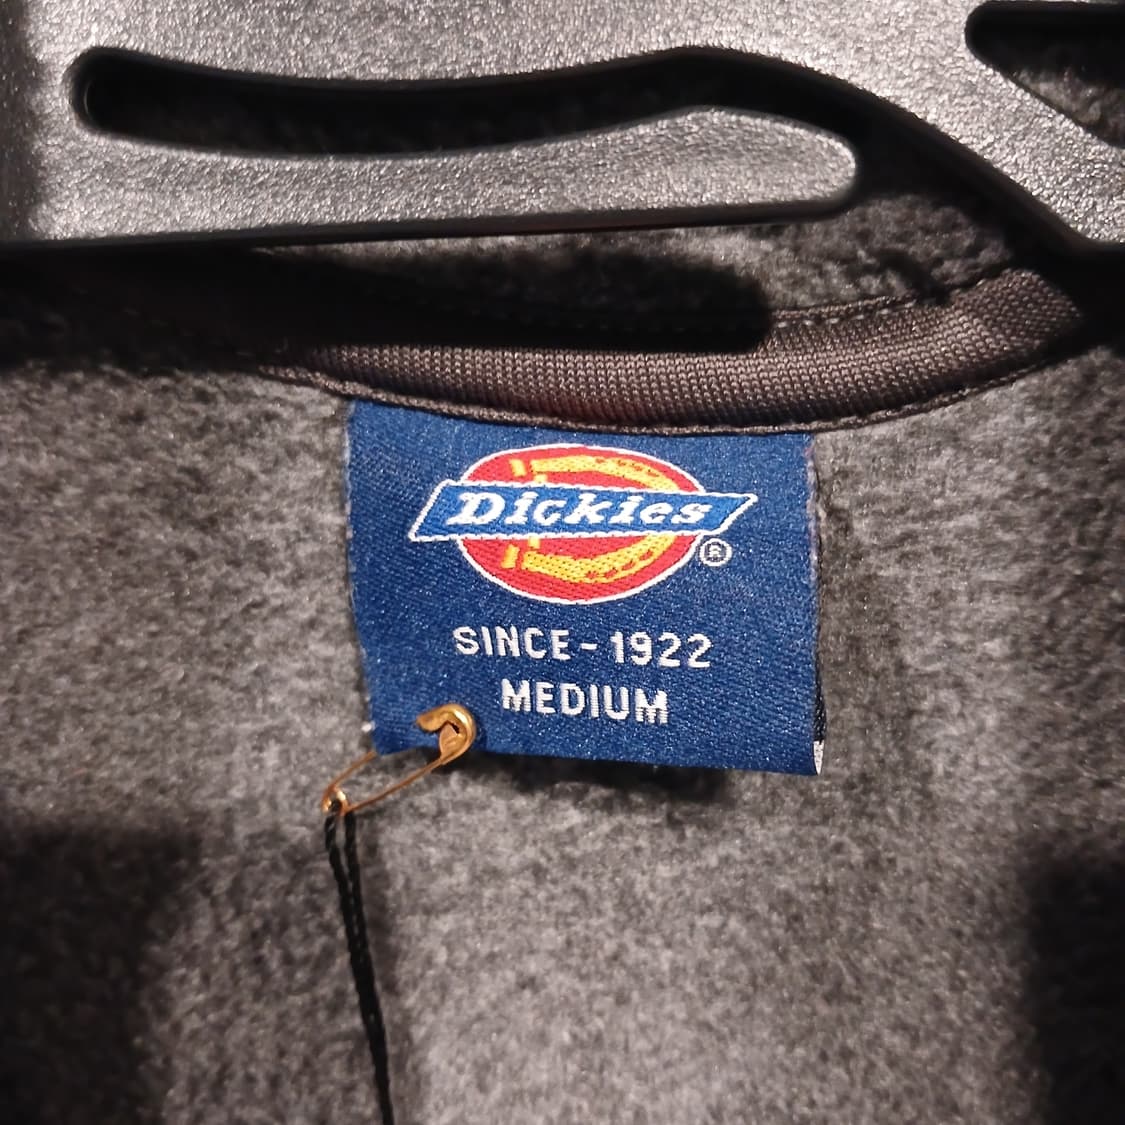 Dickies
®
SINCE - 1922
MEDIUM